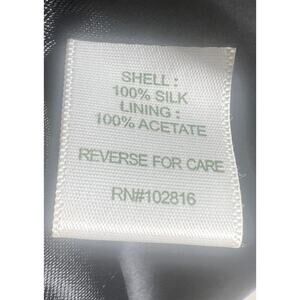 SHELL :
100% SILK
LINING :
100% ACETATE
REVERSE FOR CARE
RN#102816